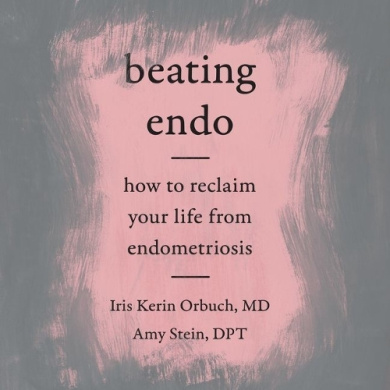 beating
endo
how to reclaim
your life from
endometriosis
Iris Kerin Orbuch, MD
Amy Stein, DPT